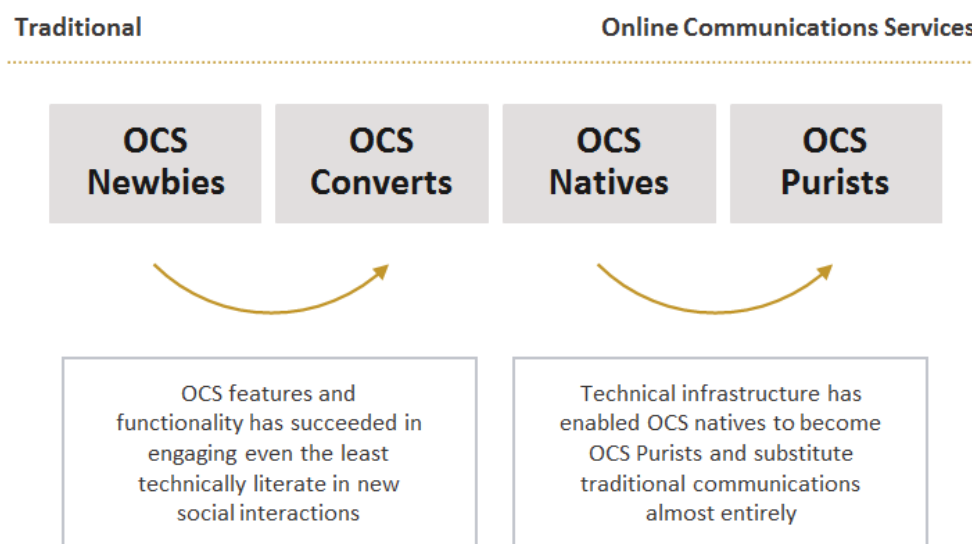 Traditional
Online Communications Services
OCS
Newbies
OCS
Converts
OCS
Natives
OCS
Purists
OCS features and
functionality has succeeded in
engaging even the least
technically literate in new
social interactions
Technical infrastructure has
enabled OCS natives to become
OCS Purists and substitute
traditional communications
almost entirely